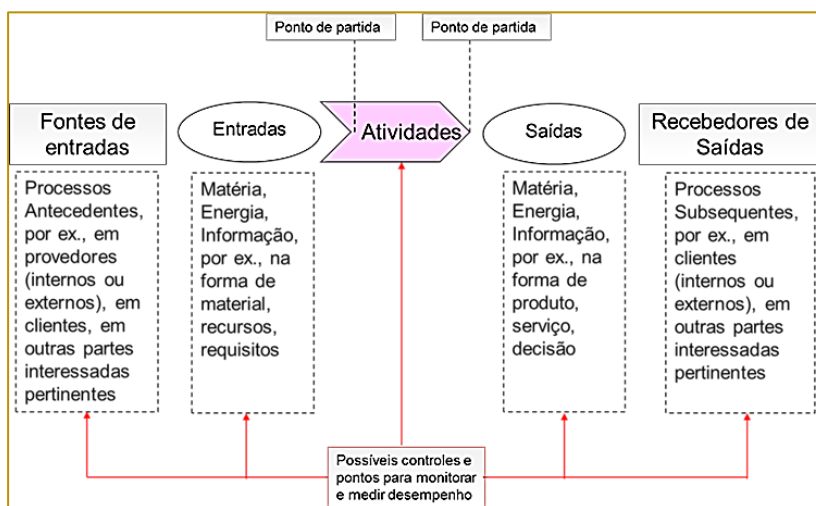 Ponto de partida
Ponto de partida
Fontes de
entradas
Entradas
Atividades
Saídas
Recebedores de
Saídas
Processos
Antecedentes,
por ex., em
provedores
(internos ou
externos), em
clientes, em
outras partes
interessadas
pertinentes
Matéria,
Energia,
Informação,
por ex., na
forma de
material,
recursos,
requisitos
Matéria,
Energia,
Informação,
por ex., na
forma de
produto,
serviço,
decisão
Processos
Subsequentes,
por ex., em
clientes
(internos ou
externos), em
outras partes
interessadas
pertinentes
Possíveis controles e
pontos para monitorar
e medir desempenho